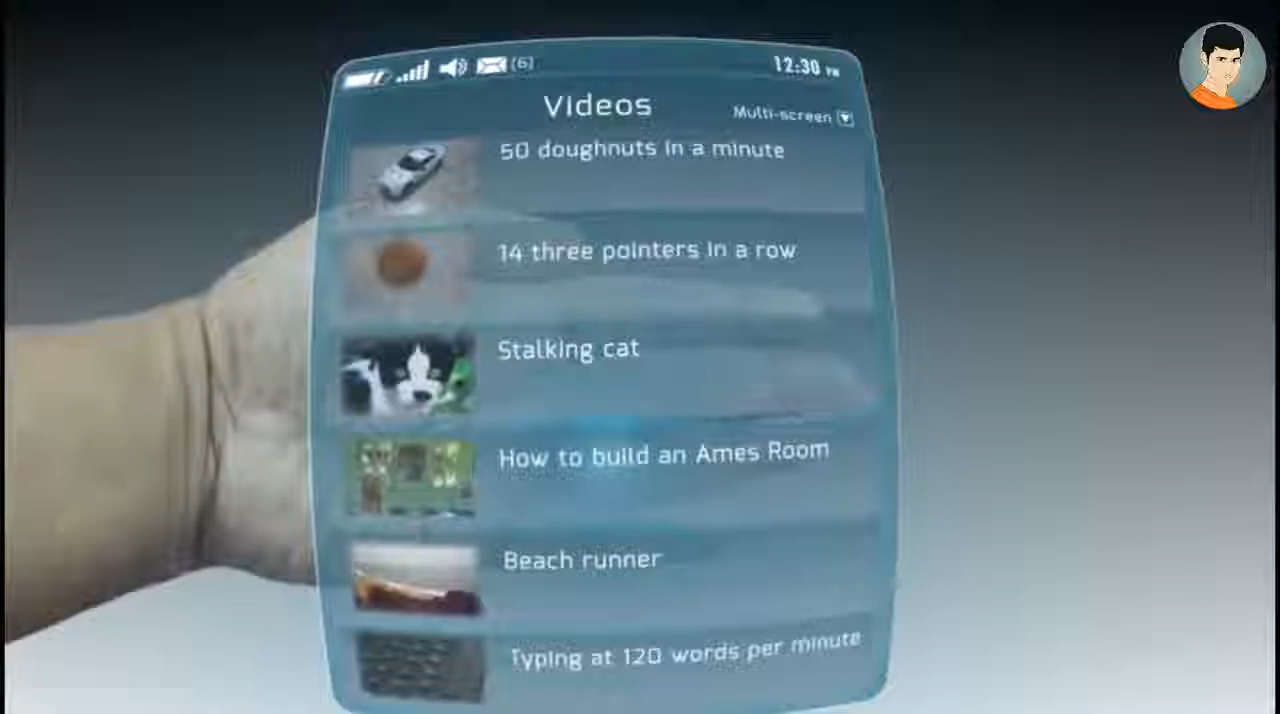 (6)
12:30 PM
Videos
Multi-screen
50 doughnuts in a minute
14 three pointers in a row
Stalking cat
How to build an Ames Room
Beach runner
Typing at 120 words per minute